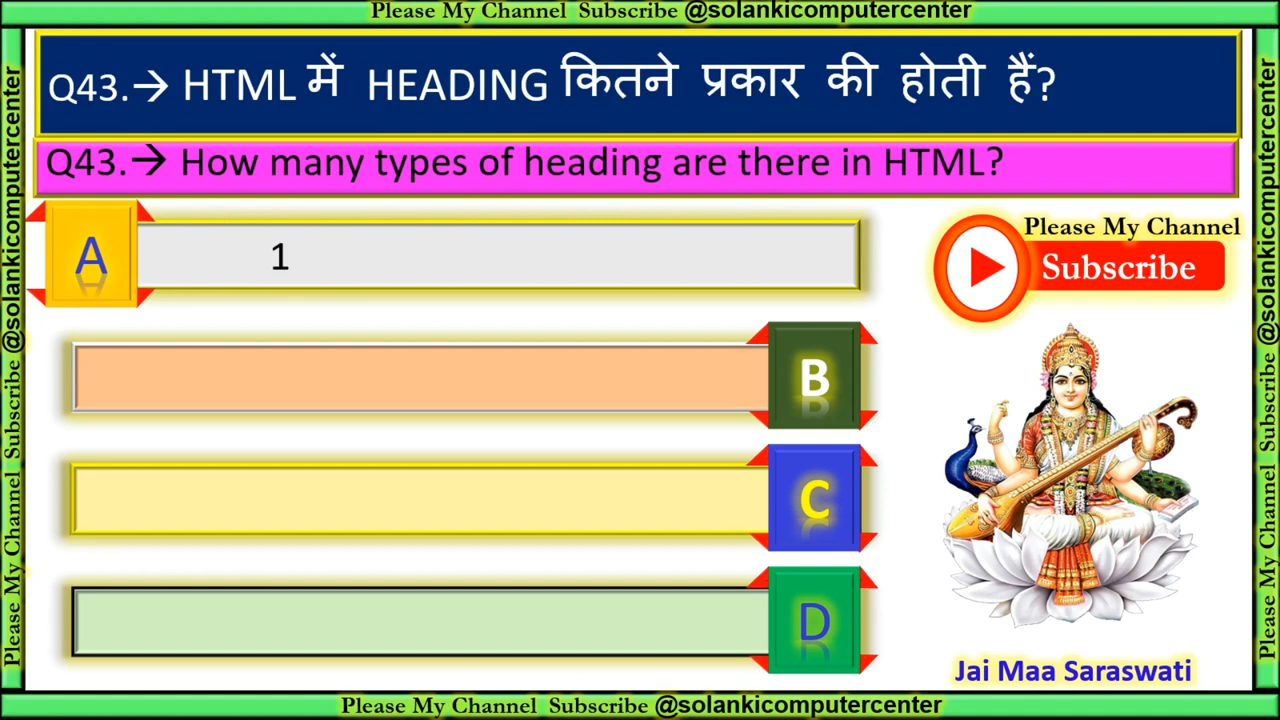 Please My Channel Subscribe @solankicomputercenter
Q43.→ HTML में HEADING कितने प्रकार की होती हैं?
Q43.→ How many types of heading are there in HTML?
A 1
Please My Channel
Subscribe
B
C
D
Jai Maa Saraswati
Please My Channel Subscribe @solankicomputercenter
Please My Channel Subscribe @solankicomputercenter
Please My Channel Subscribe @solankicomputercenter